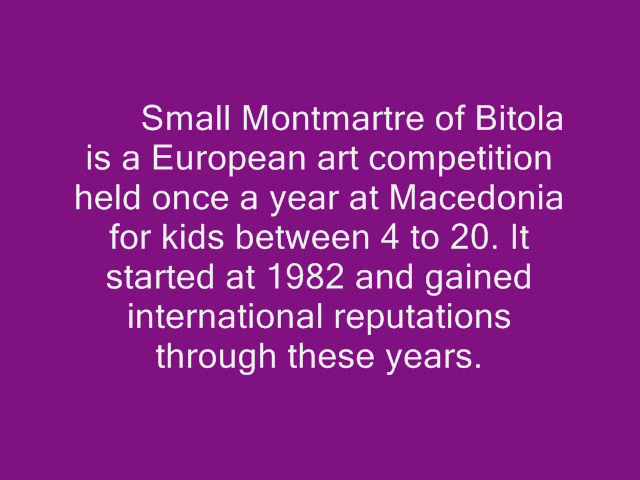 Small Montmartre of Bitola
is a European art competition
held once a year at Macedonia
for kids between 4 to 20. It
started at 1982 and gained
international reputations
through these years.